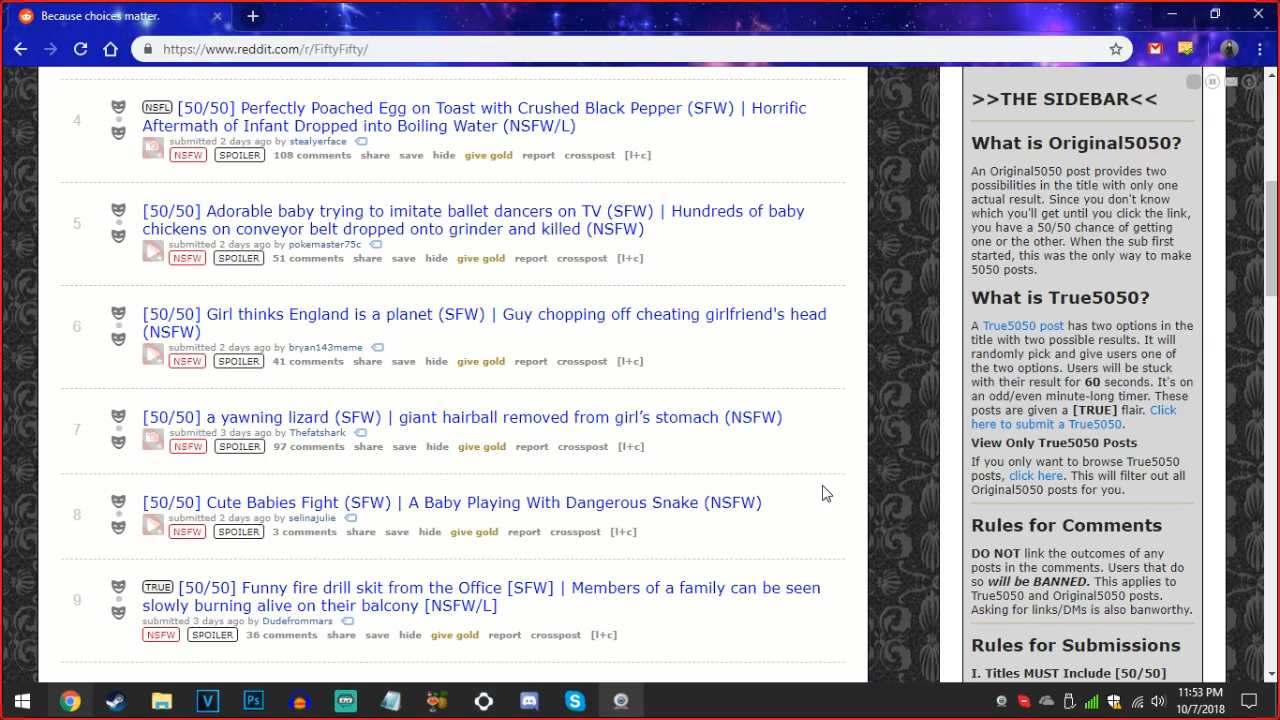 Because choices matter.
https://www.reddit.com/r/FiftyFifty/
4
NSFL [50/50] Perfectly Poached Egg on Toast with Crushed Black Pepper (SFW) | Horrific
Aftermath of Infant Dropped into Boiling Water (NSFW/L)
submitted 2 days ago by stealyerface
NSFW SPOILER 108 comments share save hide give gold report crosspost [l+c]
5
[50/50] Adorable baby trying to imitate ballet dancers on TV (SFW) | Hundreds of baby
chickens on conveyor belt dropped onto grinder and killed (NSFW)
submitted 2 days ago by pokemaster75c
NSFW SPOILER 51 comments share save hide give gold report crosspost [l+c]
6
[50/50] Girl thinks England is a planet (SFW) | Guy chopping off cheating girlfriend's head
(NSFW)
submitted 2 days ago by bryan143meme
NSFW SPOILER 41 comments share save hide give gold report crosspost [l+c]
7
[50/50] a yawning lizard (SFW) | giant hairball removed from girl’s stomach (NSFW)
submitted 3 days ago by Thefatshark
NSFW SPOILER 97 comments share save hide give gold report crosspost [l+c]
8
[50/50] Cute Babies Fight (SFW) | A Baby Playing With Dangerous Snake (NSFW)
submitted 2 days ago by selinajulie
NSFW SPOILER 3 comments share save hide give gold report crosspost [l+c]
9
TRUE [50/50] Funny fire drill skit from the Office [SFW] | Members of a family can be seen
slowly burning alive on their balcony [NSFW/L]
submitted 3 days ago by Dudefrommars
NSFW SPOILER 36 comments share save hide give gold report crosspost [l+c]
>>THE SIDEBAR<<
What is Original5050?
An Original5050 post provides two
possibilities in the title with only one
actual result. Since you don't know
which you'll get until you click the link,
you have a 50/50 chance of getting
one or the other. When the sub first
started, this was the only way to make
5050 posts.
What is True5050?
A True5050 post has two options in the
title with two possible results. It will
randomly pick and give users one of
the two options. Users will be stuck
with their result for 60 seconds. It's on
an odd/even minute-long timer. These
posts are given a [TRUE] flair. Click
here to submit a True5050.
View Only True5050 Posts
If you only want to browse True5050
posts, click here. This will filter out all
Original5050 posts for you.
Rules for Comments
DO NOT link the outcomes of any
posts in the comments. Users that do
so will be BANNED. This applies to
True5050 and Original5050 posts.
Asking for links/DMs is also banworthy.
Rules for Submissions
I. Titles MUST Include [50/50]
V
Ps
11:53 PM
10/7/2018